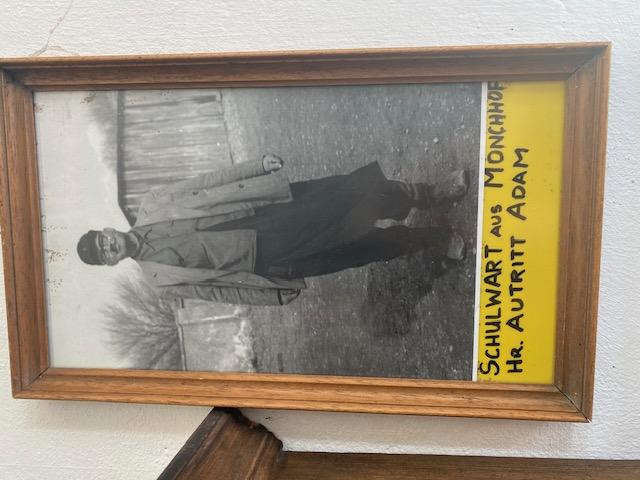 SCHULWART AUS MÖNCHHOF
HR. AUTRITT ADAM